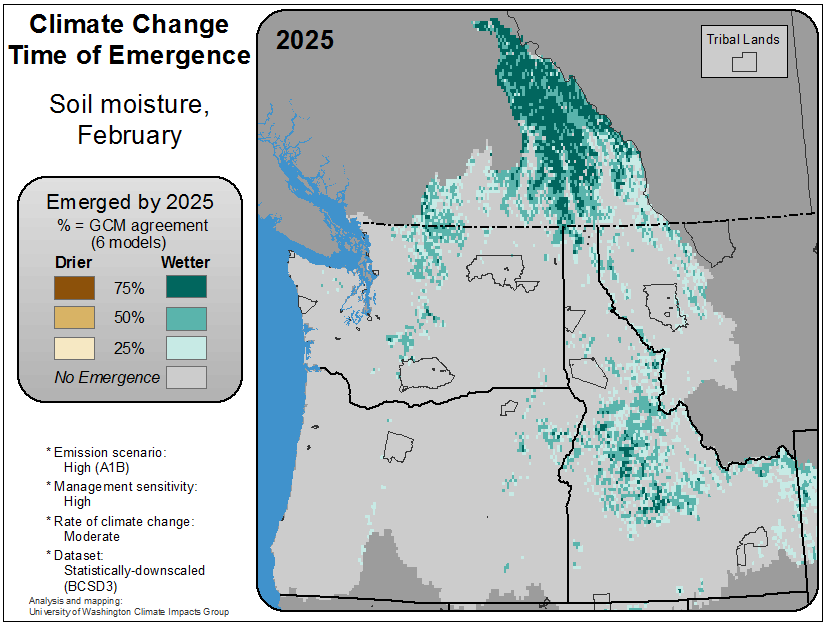 Climate Change
Time of Emergence
Soil moisture,
February
Emerged by 2025
% = GCM agreement
(6 models)
Drier Wetter
75%
50%
25%
No Emergence
* Emission scenario:
High (A1B)
* Management sensitivity:
High
* Rate of climate change:
Moderate
* Dataset:
Statistically-downscaled
(BCSD3)
Analysis and mapping:
University of Washington Climate Impacts Group
2025
Tribal Lands